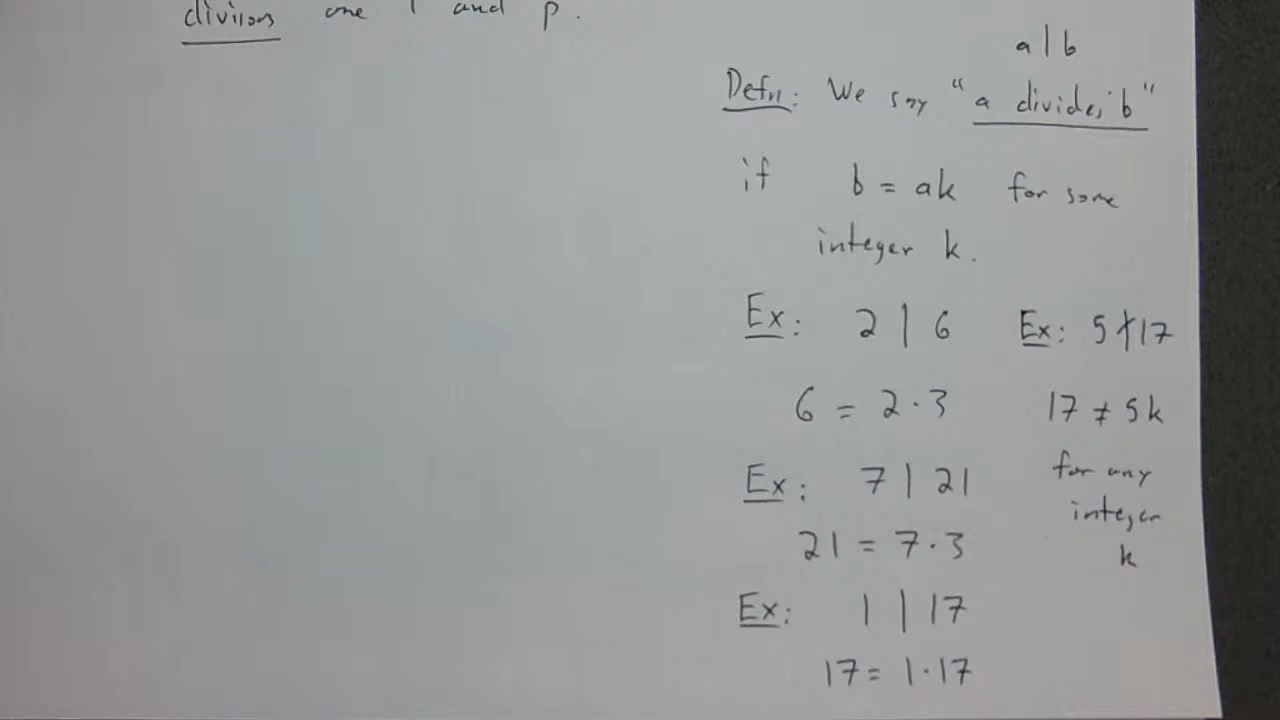 divisors are 1 and p.
a|b
Defn: We say "a divides b"
if b = ak for some
integer k.
Ex: 2 | 6
6 = 2·3
Ex: 7 | 21
21 = 7·3
Ex: 1 | 17
17 = 1·17
Ex: 5∤17
17 ≠ 5k
for any
integer
k